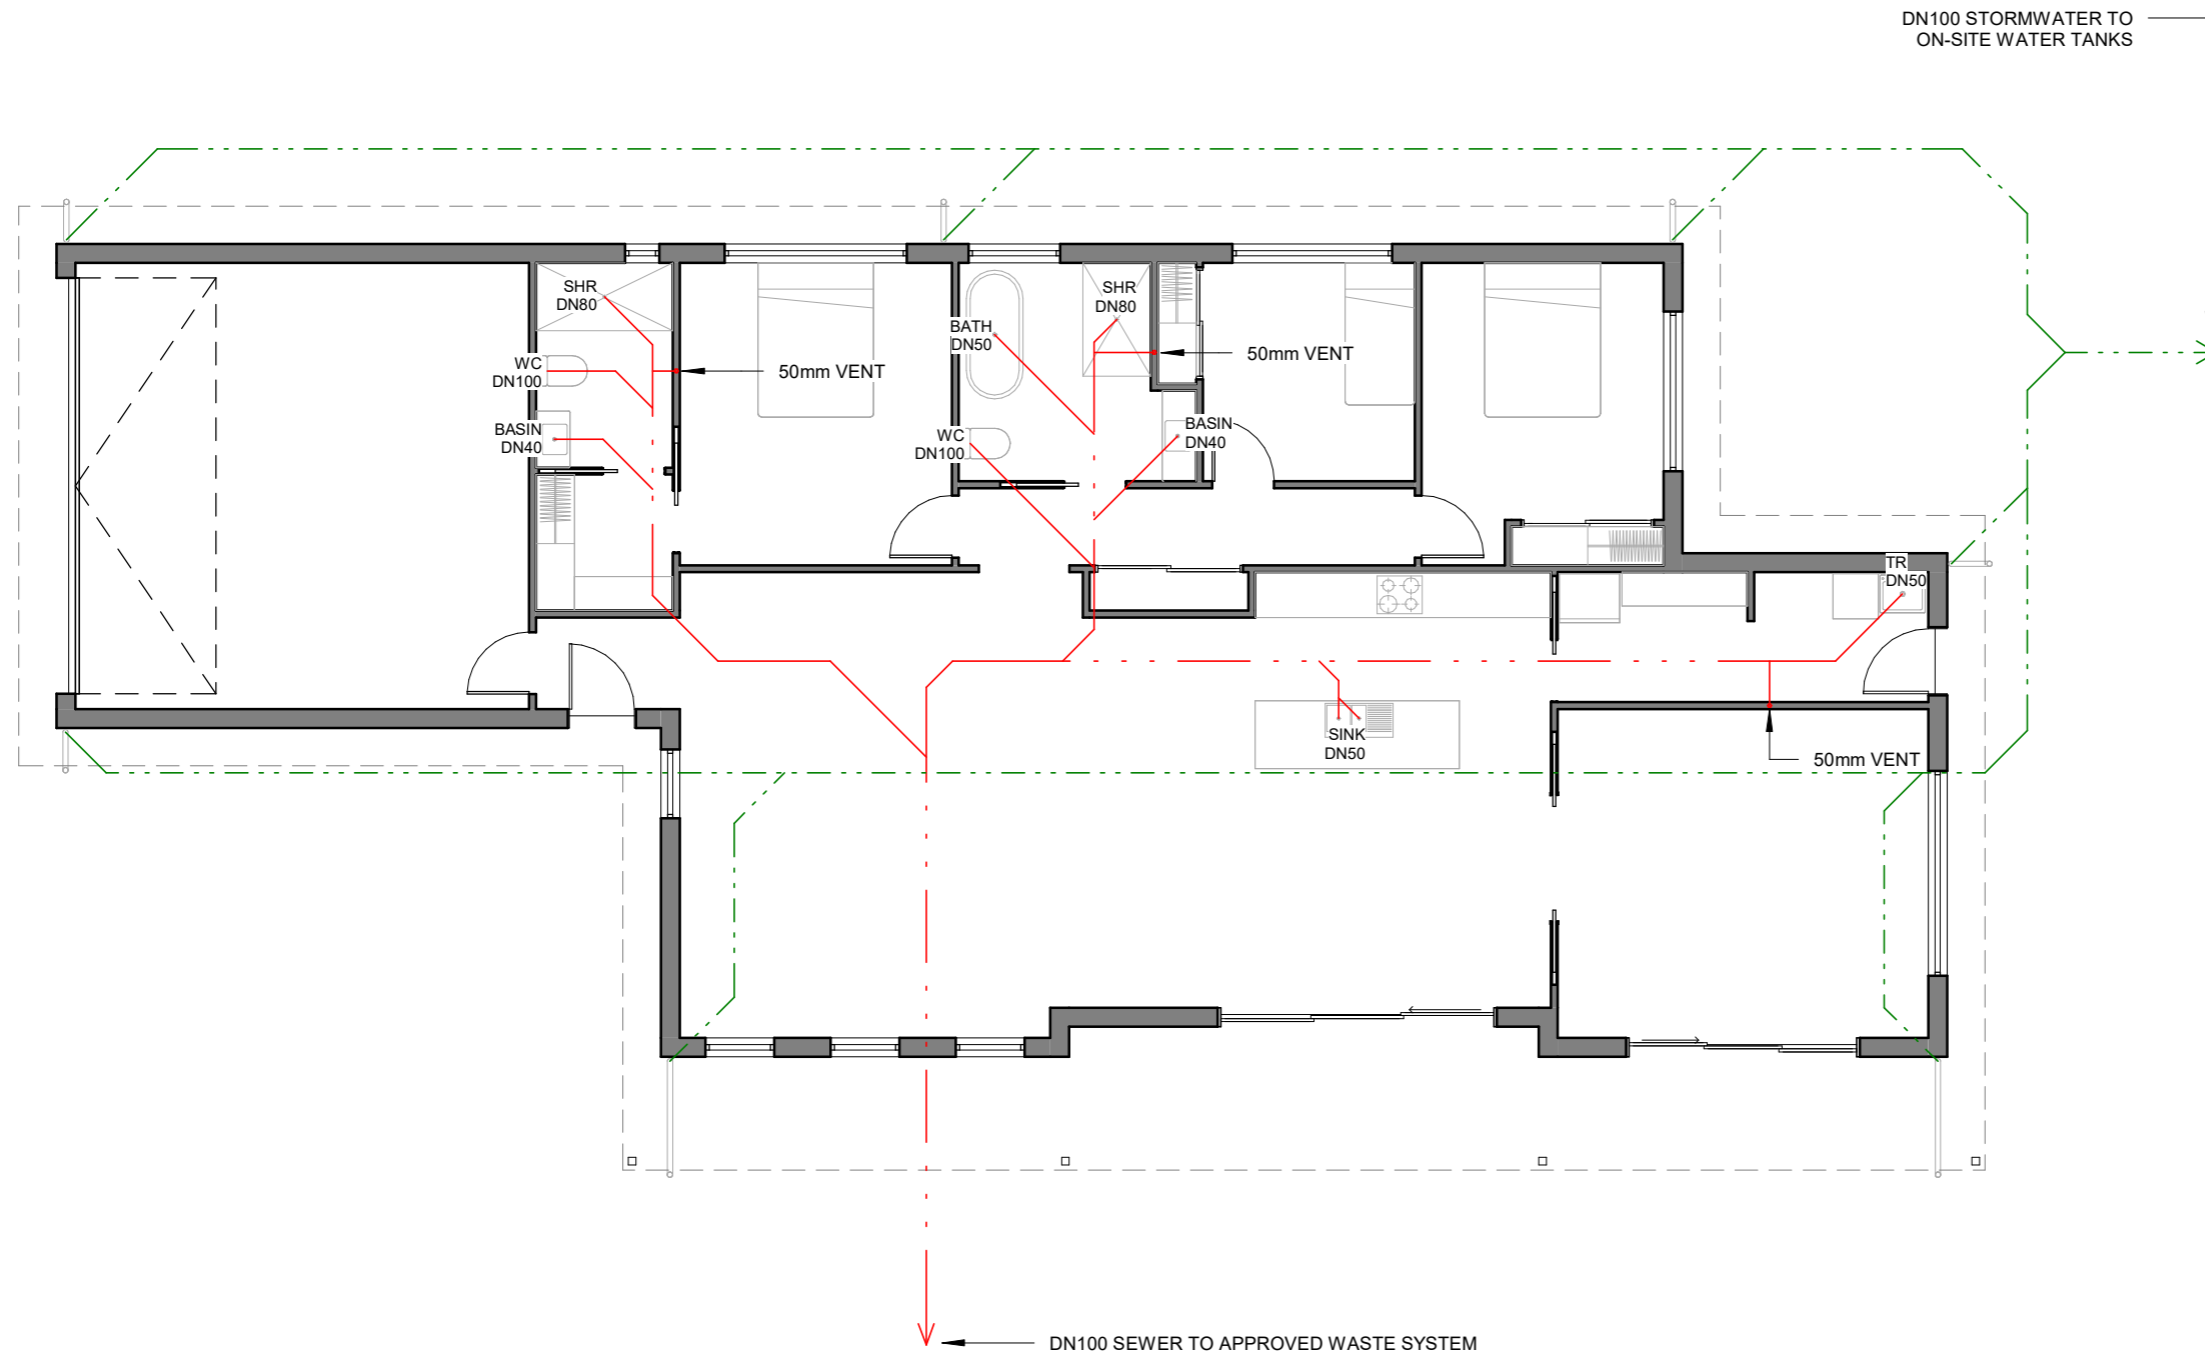 DN100 STORMWATER TO
ON-SITE WATER TANKS
SHR
DN80
WC
DN100
BASIN
DN40
50mm VENT
BATH
DN50
SHR
DN80
WC
DN100
BASIN
DN40
50mm VENT
TR
DN50
SINK
DN50
50mm VENT
DN100 SEWER TO APPROVED WASTE SYSTEM